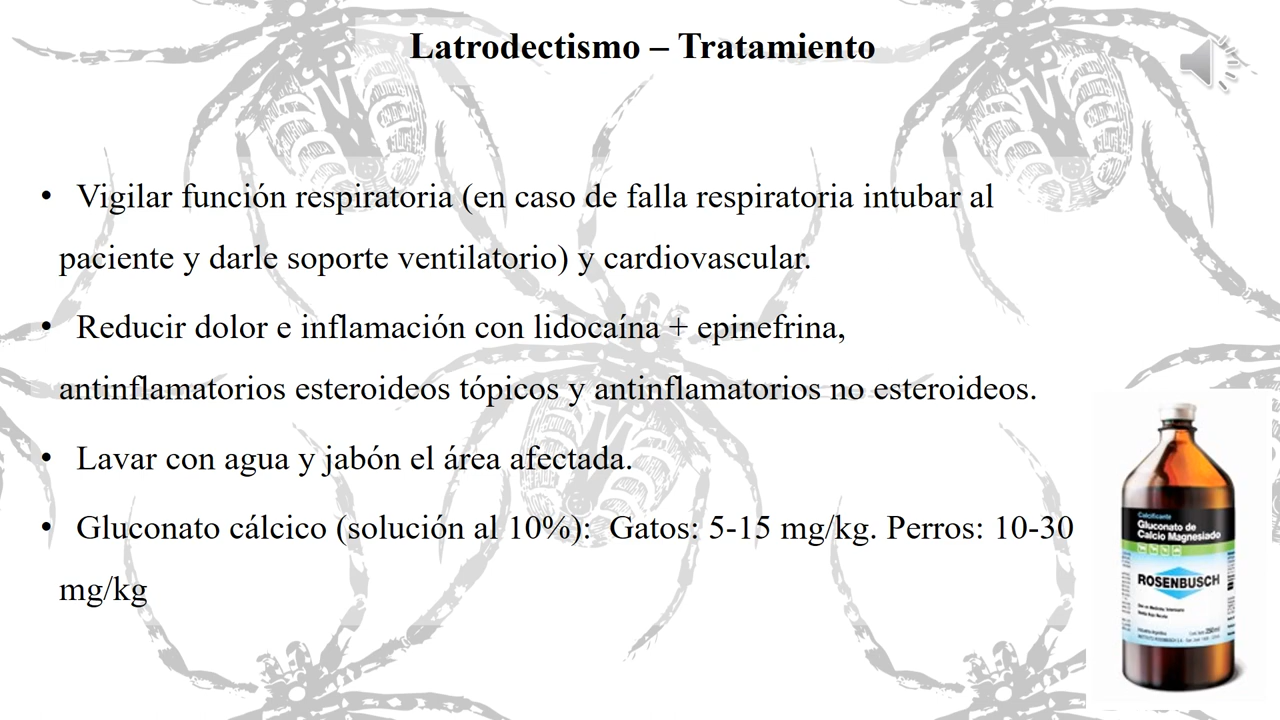 Latrodectismo – Tratamiento
• Vigilar función respiratoria (en caso de falla respiratoria intubar al
paciente y darle soporte ventilatorio) y cardiovascular.
• Reducir dolor e inflamación con lidocaína + epinefrina,
antinflamatorios esteroideos tópicos y antinflamatorios no esteroideos.
• Lavar con agua y jabón el área afectada.
• Gluconato cálcico (solución al 10%): Gatos: 5-15 mg/kg. Perros: 10-30
mg/kg
Calcificante
Gluconato de
Calcio Magnesiado
ROSENBUSCH